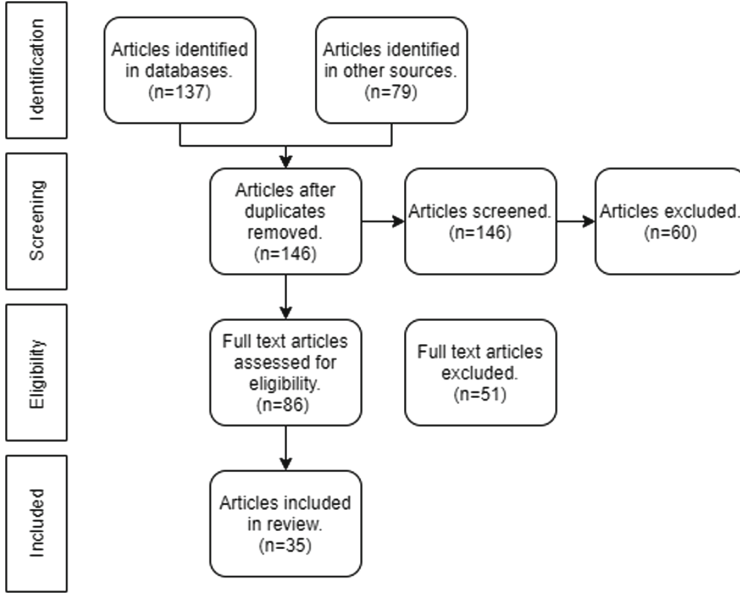 Identification
Articles identified
in databases.
(n=137)
Articles identified
in other sources.
(n=79)
Screening
Articles after
duplicates
removed.
(n=146)
Articles screened.
(n=146)
Articles excluded.
(n=60)
Eligibility
Full text articles
assessed for
eligibility.
(n=86)
Full text articles
excluded.
(n=51)
Included
Articles included
in review.
(n=35)